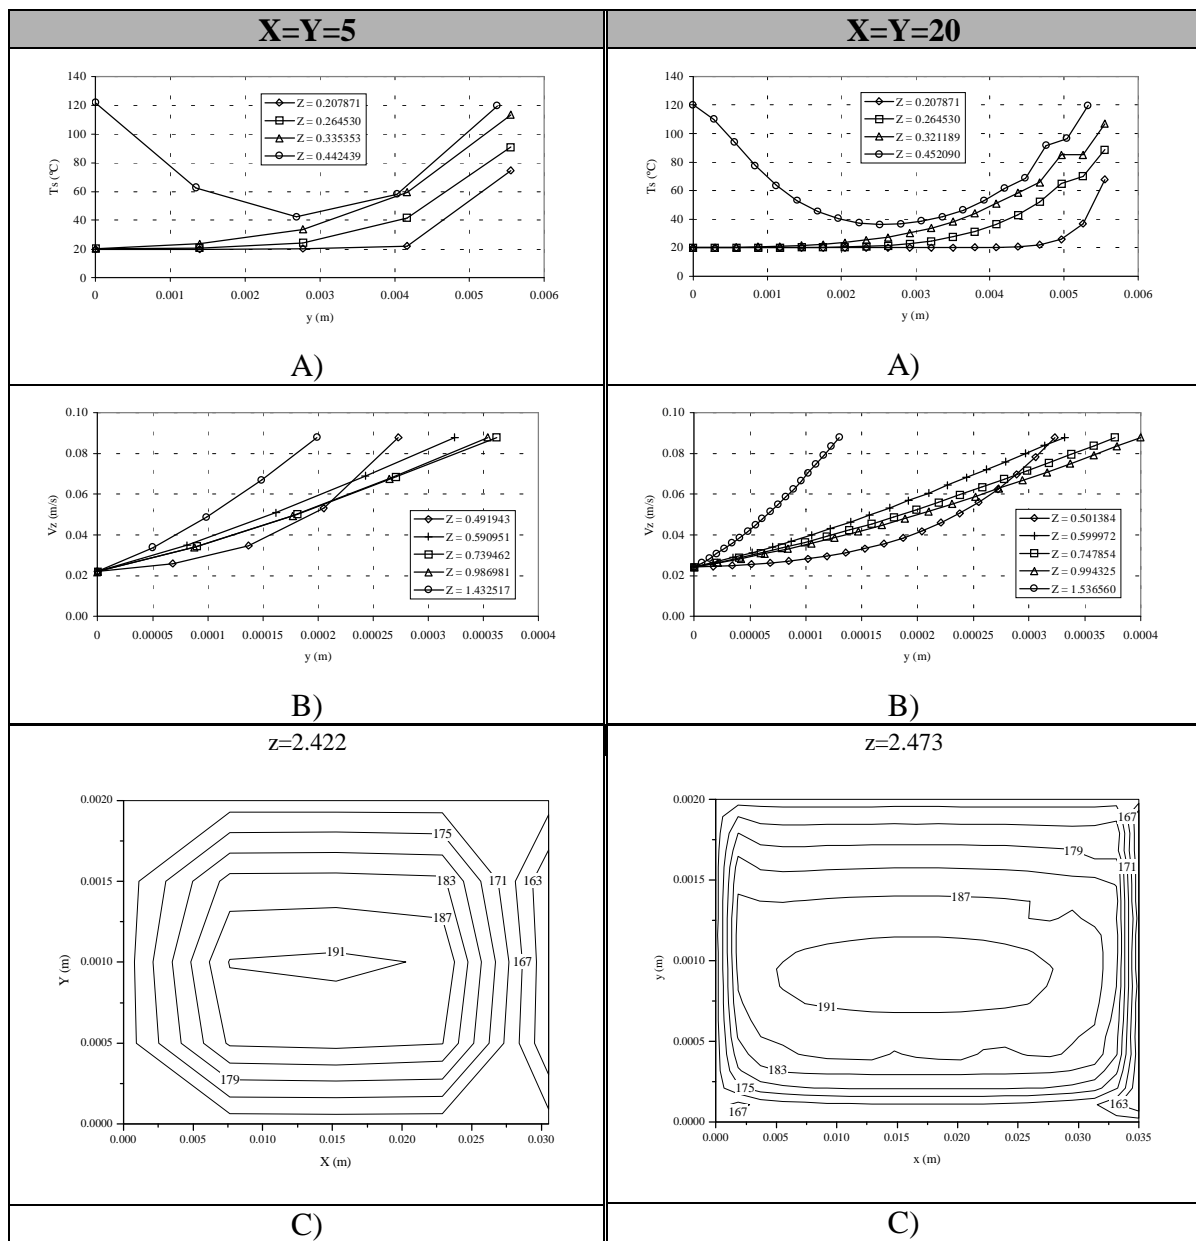 X=Y=5
X=Y=20
140
120
100
80
60
40
20
0
Ts (ºC)
Z = 0.207871
Z = 0.264530
Z = 0.335353
Z = 0.442439
0 0.001 0.002 0.003 0.004 0.005 0.006
y (m)
A)
140
120
100
80
60
40
20
0
Ts (ºC)
Z = 0.207871
Z = 0.264530
Z = 0.321189
Z = 0.452090
0 0.001 0.002 0.003 0.004 0.005 0.006
y (m)
A)
0.10
0.08
0.06
0.04
0.02
0.00
Vz (m/s)
Z = 0.491943
Z = 0.590951
Z = 0.739462
Z = 0.986981
Z = 1.432517
0 0.00005 0.0001 0.00015 0.0002 0.00025 0.0003 0.00035 0.0004
y (m)
B)
0.10
0.08
0.06
0.04
0.02
0.00
Vz (m/s)
Z = 0.501384
Z = 0.599972
Z = 0.747854
Z = 0.994325
Z = 1.536560
0 0.00005 0.0001 0.00015 0.0002 0.00025 0.0003 0.00035 0.0004
y (m)
B)
z=2.422
0.0020
0.0015
0.0010
0.0005
0.0000
Y (m)
175
183
171
163
187
191
167
179
0.000 0.005 0.010 0.015 0.020 0.025 0.030
X (m)
C)
z=2.473
0.0020
0.0015
0.0010
0.0005
0.0000
y (m)
167
179
171
187
191
183
175
167
163
0.000 0.005 0.010 0.015 0.020 0.025 0.030 0.035
x (m)
C)